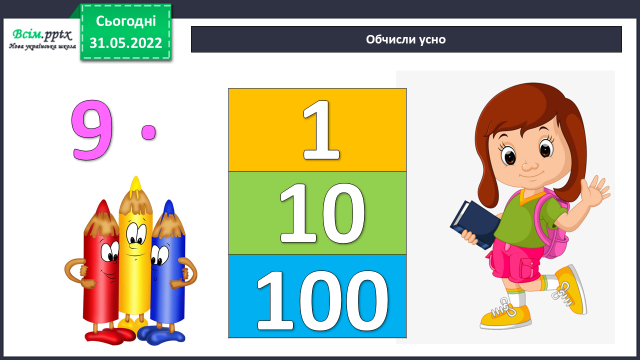 Всім.pptx
Нова українська школа
Сьогодні
31.05.2022
Обчисли усно
9 ·
1
10
100